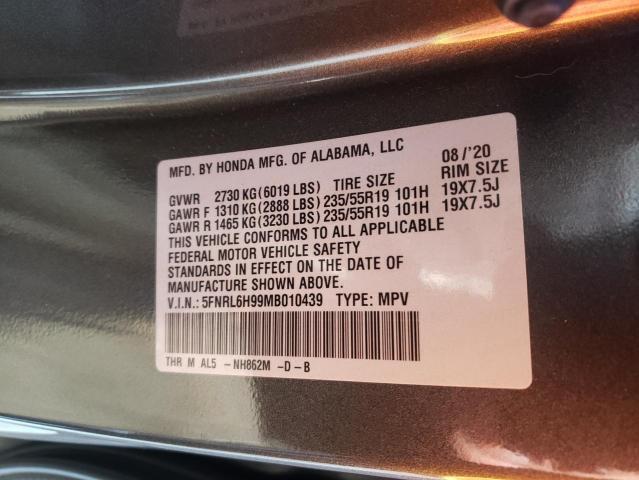 MFD. BY HONDA MFG. OF ALABAMA, LLC 08/'20
GVWR 2730 KG(6019 LBS) TIRE SIZE RIM SIZE
GAWR F 1310 KG(2888 LBS) 235/55R19 101H 19X7.5J
GAWR R 1465 KG(3230 LBS) 235/55R19 101H 19X7.5J
THIS VEHICLE CONFORMS TO ALL APPLICABLE
FEDERAL MOTOR VEHICLE SAFETY
STANDARDS IN EFFECT ON THE DATE OF
MANUFACTURE SHOWN ABOVE.
V.I.N.: 5FNRL6H99MB010439 TYPE: MPV
THR M AL5 -NH862M -D-B